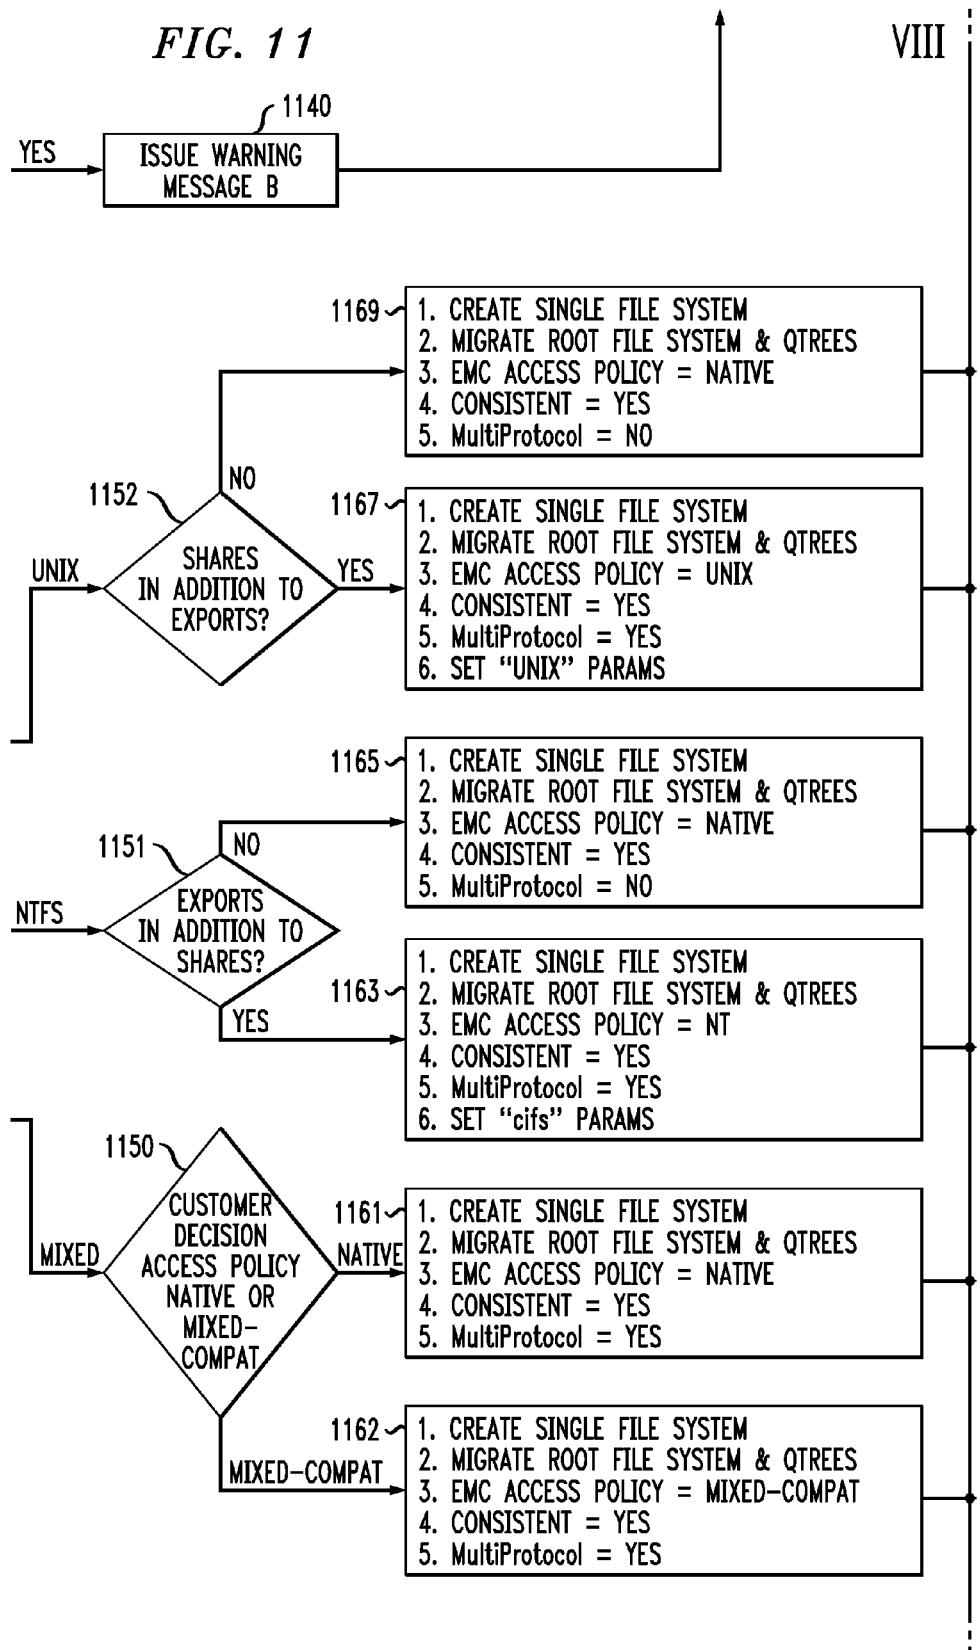 FIG. 11
VIII
1140
YES
ISSUE WARNING
MESSAGE B
1169
1. CREATE SINGLE FILE SYSTEM
2. MIGRATE ROOT FILE SYSTEM & QTREES
3. EMC ACCESS POLICY = NATIVE
4. CONSISTENT = YES
5. MultiProtocol = NO
NO
1152
UNIX
SHARES
IN ADDITION TO
EXPORTS?
YES
1167
1. CREATE SINGLE FILE SYSTEM
2. MIGRATE ROOT FILE SYSTEM & QTREES
3. EMC ACCESS POLICY = UNIX
4. CONSISTENT = YES
5. MultiProtocol = YES
6. SET “UNIX” PARAMS
1165
1. CREATE SINGLE FILE SYSTEM
2. MIGRATE ROOT FILE SYSTEM & QTREES
3. EMC ACCESS POLICY = NATIVE
4. CONSISTENT = YES
5. MultiProtocol = NO
NO
1151
NTFS
EXPORTS
IN ADDITION TO
SHARES?
YES
1163
1. CREATE SINGLE FILE SYSTEM
2. MIGRATE ROOT FILE SYSTEM & QTREES
3. EMC ACCESS POLICY = NT
4. CONSISTENT = YES
5. MultiProtocol = YES
6. SET “cifs” PARAMS
1150
MIXED
CUSTOMER
DECISION
ACCESS POLICY
NATIVE OR
MIXED-
COMPAT
NATIVE
1161
1. CREATE SINGLE FILE SYSTEM
2. MIGRATE ROOT FILE SYSTEM & QTREES
3. EMC ACCESS POLICY = NATIVE
4. CONSISTENT = YES
5. MultiProtocol = YES
MIXED-COMPAT
1162
1. CREATE SINGLE FILE SYSTEM
2. MIGRATE ROOT FILE SYSTEM & QTREES
3. EMC ACCESS POLICY = MIXED-COMPAT
4. CONSISTENT = YES
5. MultiProtocol = YES